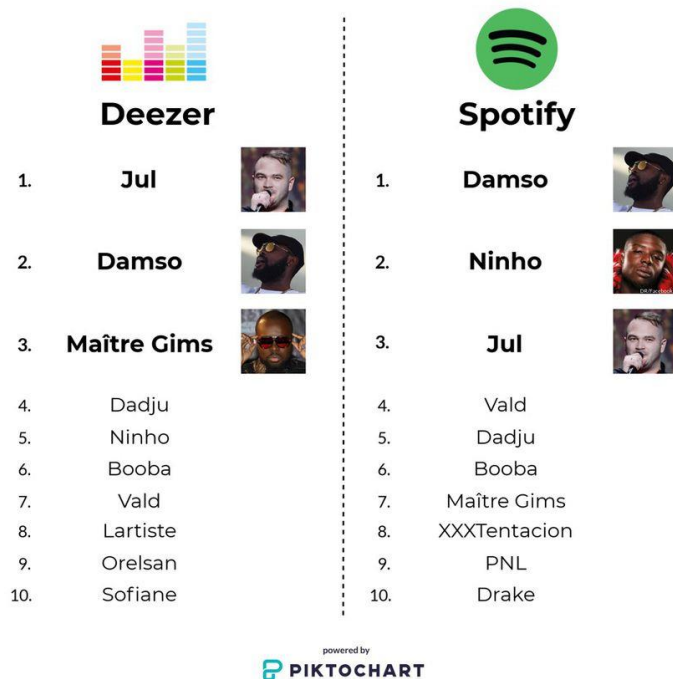 Deezer
1. Jul
2. Damso
3. Maître Gims
4. Dadju
5. Ninho
6. Booba
7. Vald
8. Lartiste
9. Orelsan
10. Sofiane
Spotify
1. Damso
2. Ninho
DR/Facebook
3. Jul
4. Vald
5. Dadju
6. Booba
7. Maître Gims
8. XXXTentacion
9. PNL
10. Drake
powered by
PIKTOCHART